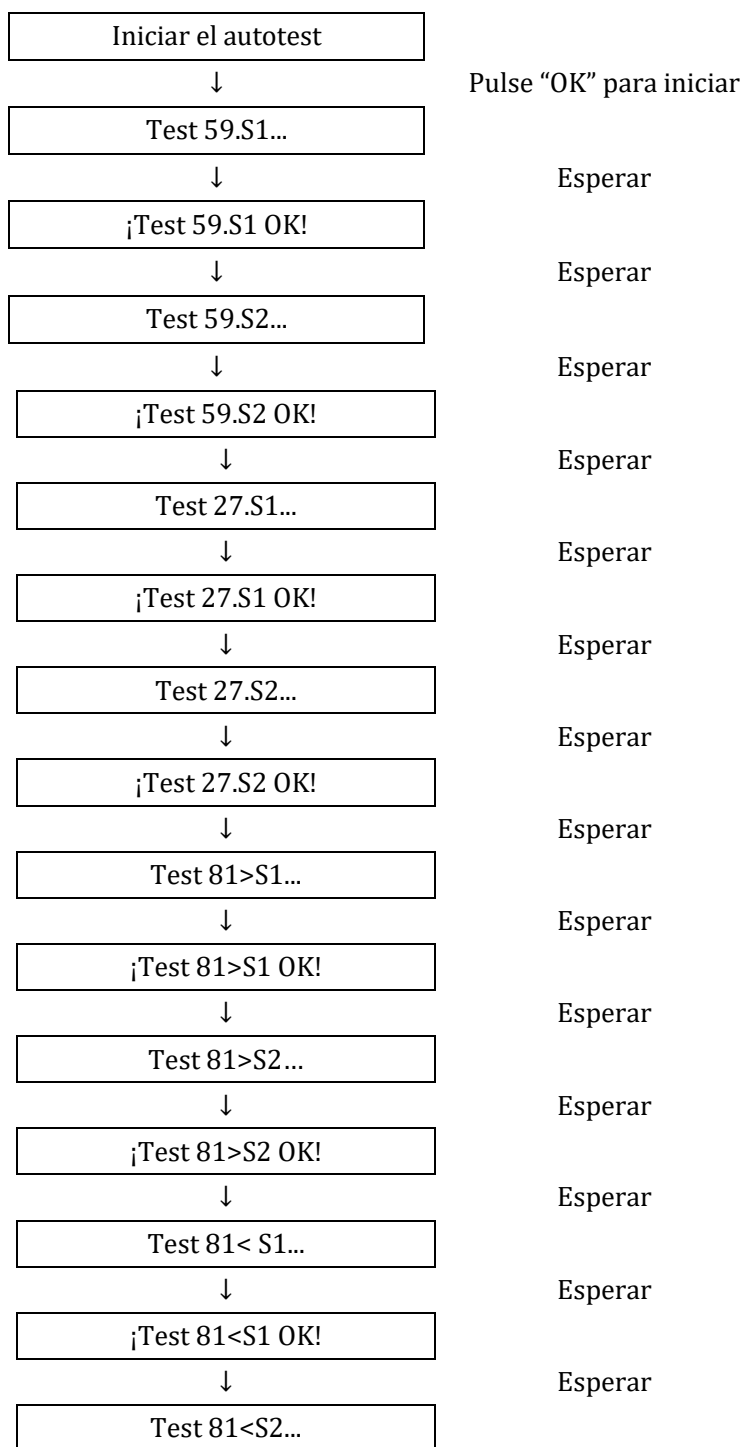 Iniciar el autotest
↓ Pulse “OK” para iniciar
Test 59.S1...
↓ Esperar
¡Test 59.S1 OK!
↓ Esperar
Test 59.S2...
↓ Esperar
¡Test 59.S2 OK!
↓ Esperar
Test 27.S1...
↓ Esperar
¡Test 27.S1 OK!
↓ Esperar
Test 27.S2...
↓ Esperar
¡Test 27.S2 OK!
↓ Esperar
Test 81>S1...
↓ Esperar
¡Test 81>S1 OK!
↓ Esperar
Test 81>S2...
↓ Esperar
¡Test 81>S2 OK!
↓ Esperar
Test 81< S1...
↓ Esperar
¡Test 81<S1 OK!
↓ Esperar
Test 81<S2...